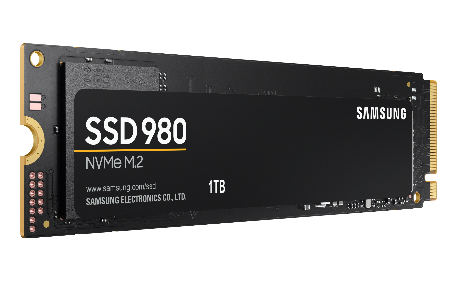 SSD 980
SAMSUNG
NVMe M.2
www.samsung.com/ssd
SAMSUNG ELECTRONICS CO., LTD.
1TB